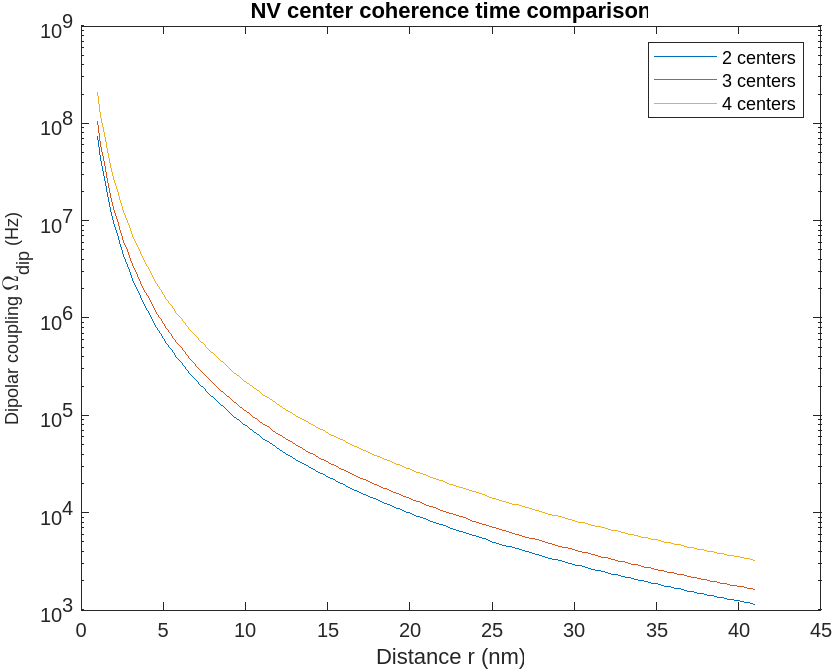 NV center coherence time comparison
2 centers
3 centers
4 centers
10^9
10^8
10^7
10^6
10^5
10^4
10^3
Dipolar coupling Ω_dip (Hz)
0 5 10 15 20 25 30 35 40 45
Distance r (nm)